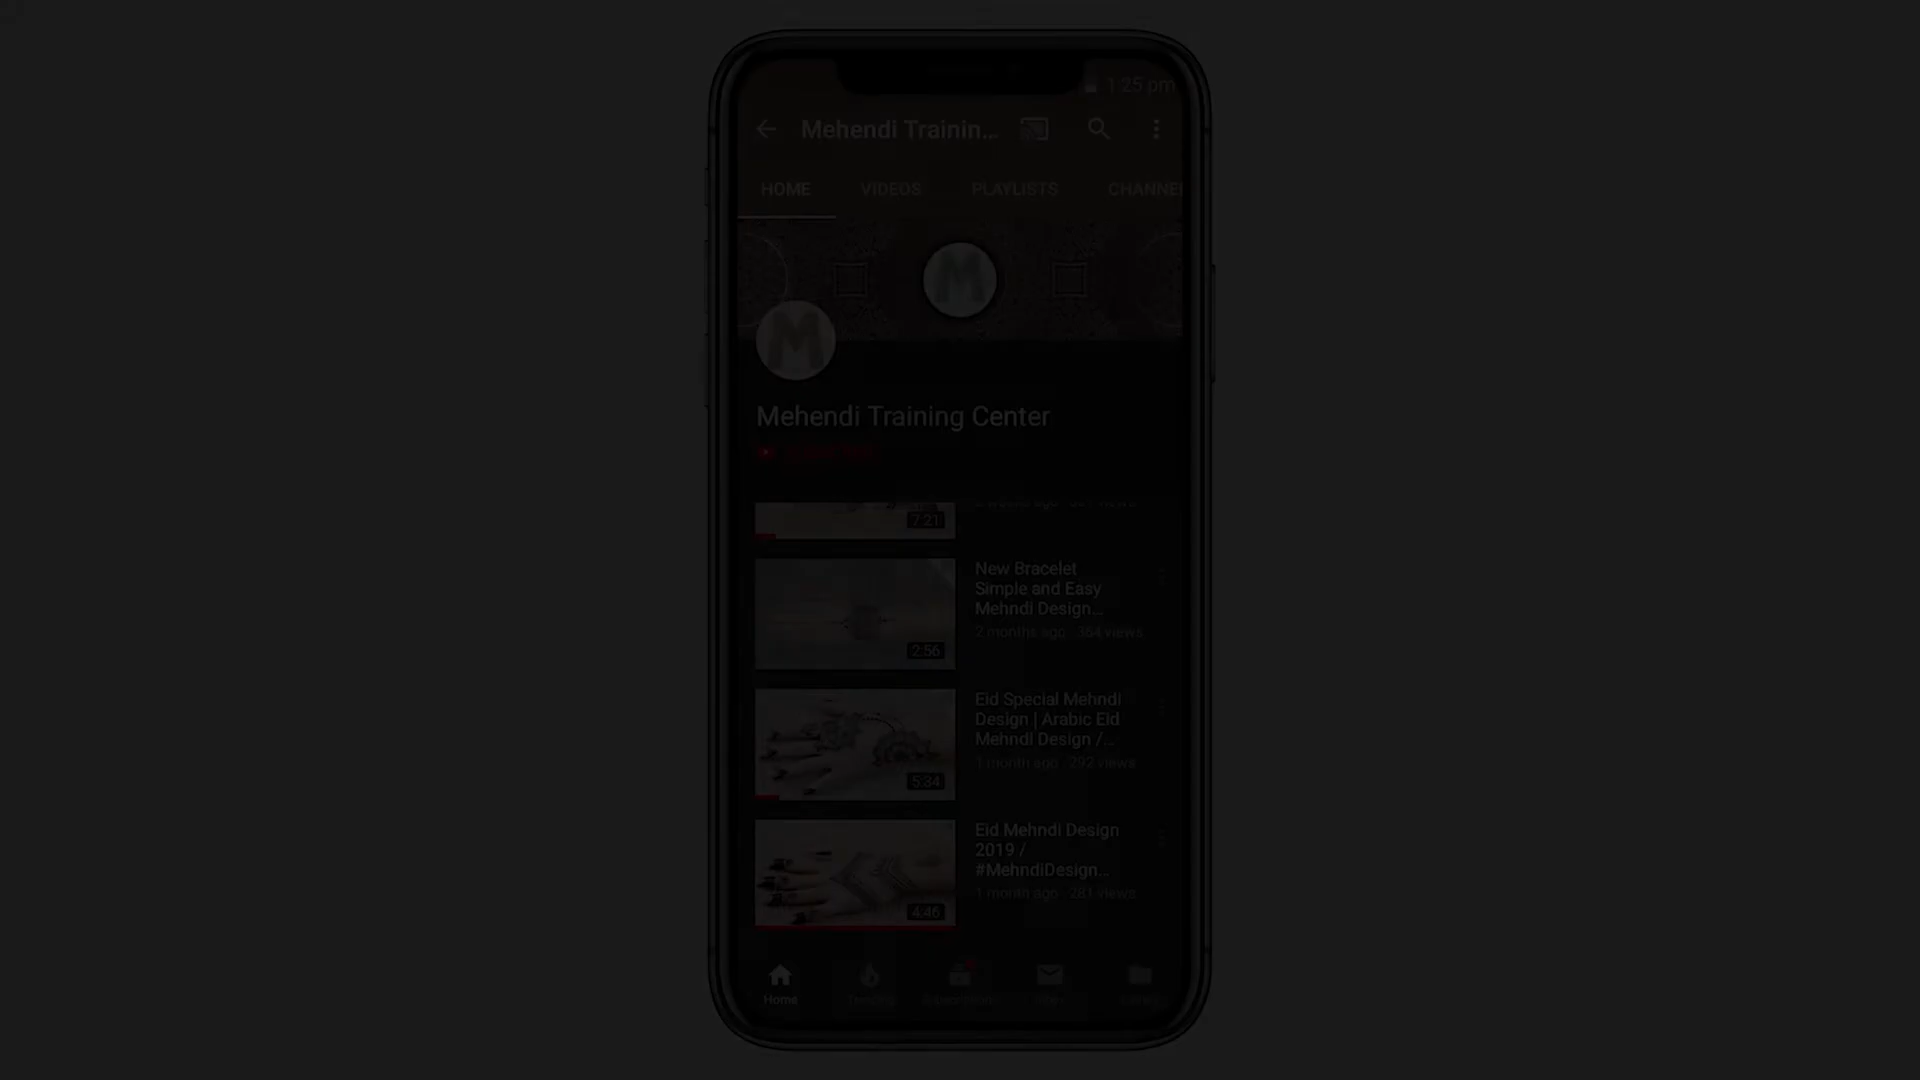 1:25 pm
Mehendi Trainin...
HOME VIDEOS PLAYLISTS CHANNE
M
M
Mehendi Training Center
7:21
New Bracelet
Simple and Easy
Mehndi Design...
2 months ago · 364 views
2:56
Eid Special Mehndi
Design | Arabic Eid
Mehndi Design /...
1 month ago · 292 views
5:34
Eid Mehndi Design
2019 /
#MehndiDesign...
1 month ago · 281 views
4:46
Home